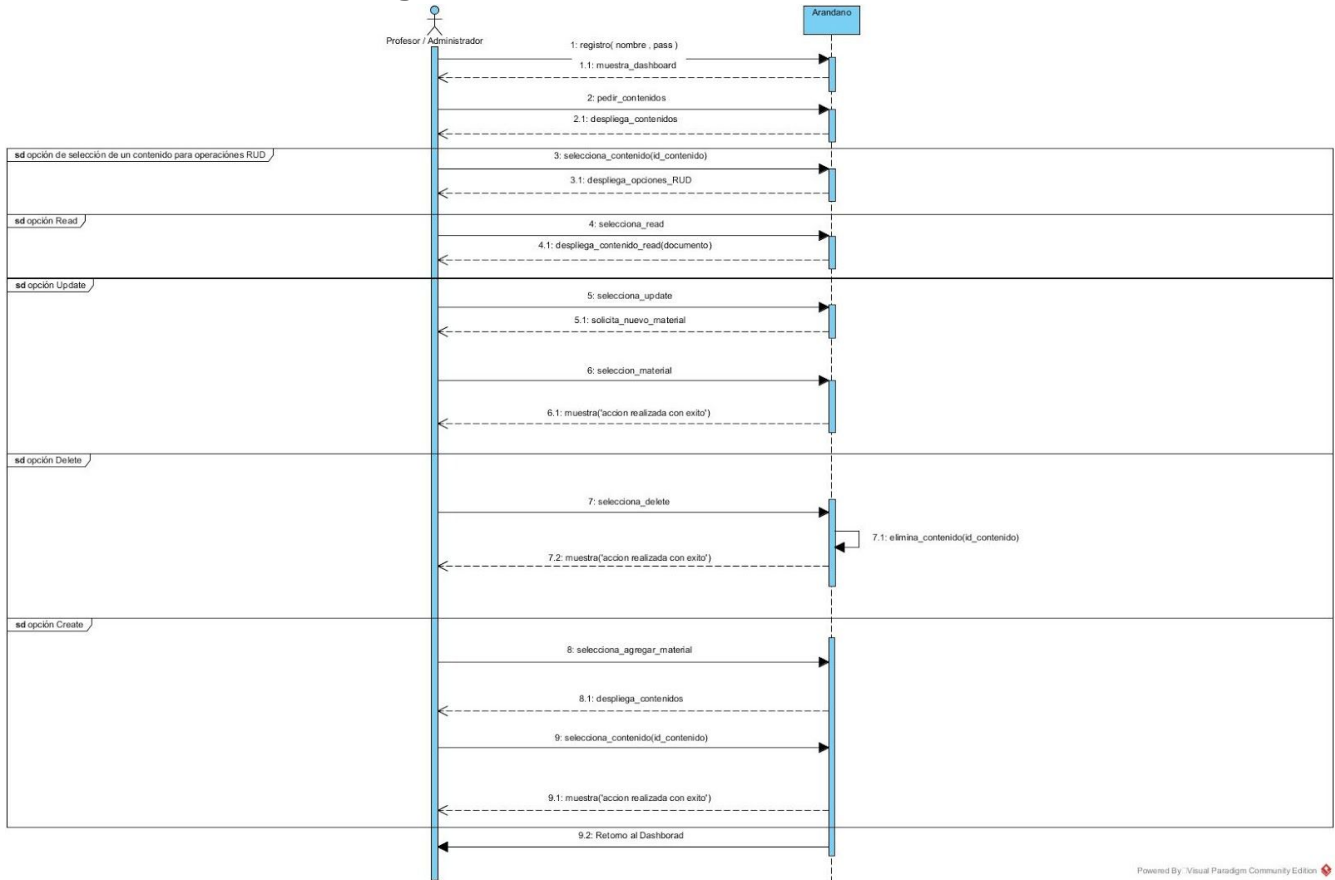 Profesor / Administrador
Arandano
1: registro( nombre , pass )
1.1: muestra_dashboard
2: pedir_contenidos
2.1: despliega_contenidos
sd opción de selección de un contenido para operaciónes RUD
3: selecciona_contenido(id_contenido)
3.1: despliega_opciones_RUD
sd opción Read
4: selecciona_read
4.1: despliega_contenido_read(documento)
sd opción Update
5: selecciona_update
5.1: solicita_nuevo_material
6: seleccion_material
6.1: muestra('accion realizada con exito')
sd opción Delete
7: selecciona_delete
7.1: elimina_contenido(id_contenido)
7.2: muestra('accion realizada con exito')
sd opción Create
8: selecciona_agregar_material
8.1: despliega_contenidos
9: selecciona_contenido(id_contenido)
9.1: muestra('accion realizada con exito')
9.2: Retorno al Dashborad
Powered By Visual Paradigm Community Edition